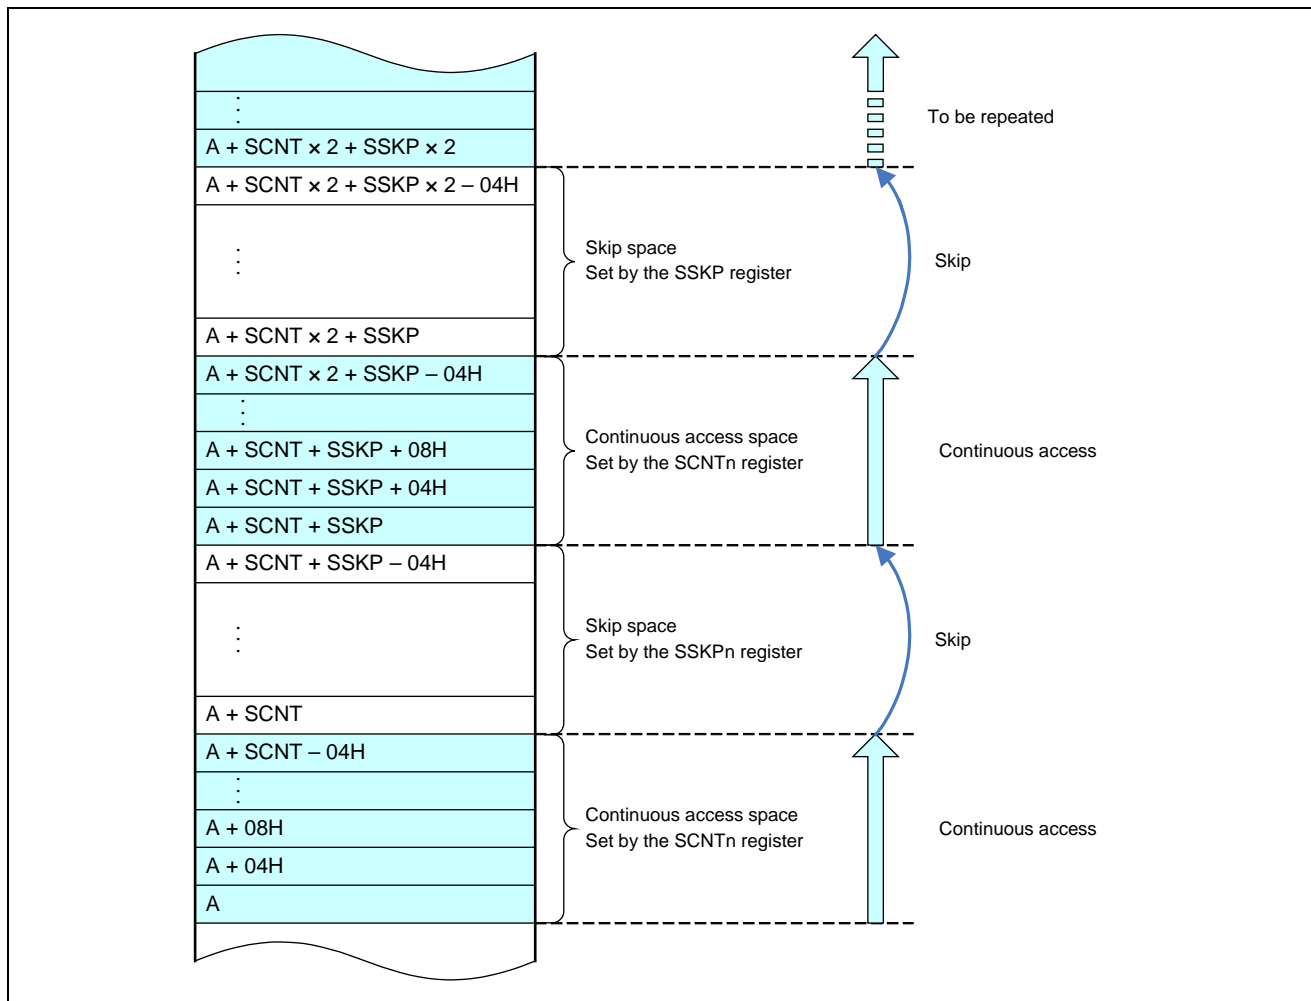 ⋮
To be repeated
A + SCNT × 2 + SSKP × 2
A + SCNT × 2 + SSKP × 2 – 04H
⋮
Skip space
Set by the SSKP register
Skip
A + SCNT × 2 + SSKP
A + SCNT × 2 + SSKP – 04H
⋮
A + SCNT + SSKP + 08H
Continuous access space
Set by the SCNTn register
Continuous access
A + SCNT + SSKP + 04H
A + SCNT + SSKP
A + SCNT + SSKP – 04H
⋮
Skip space
Set by the SSKPn register
Skip
A + SCNT
A + SCNT – 04H
⋮
Continuous access space
Set by the SCNTn register
Continuous access
A + 08H
A + 04H
A